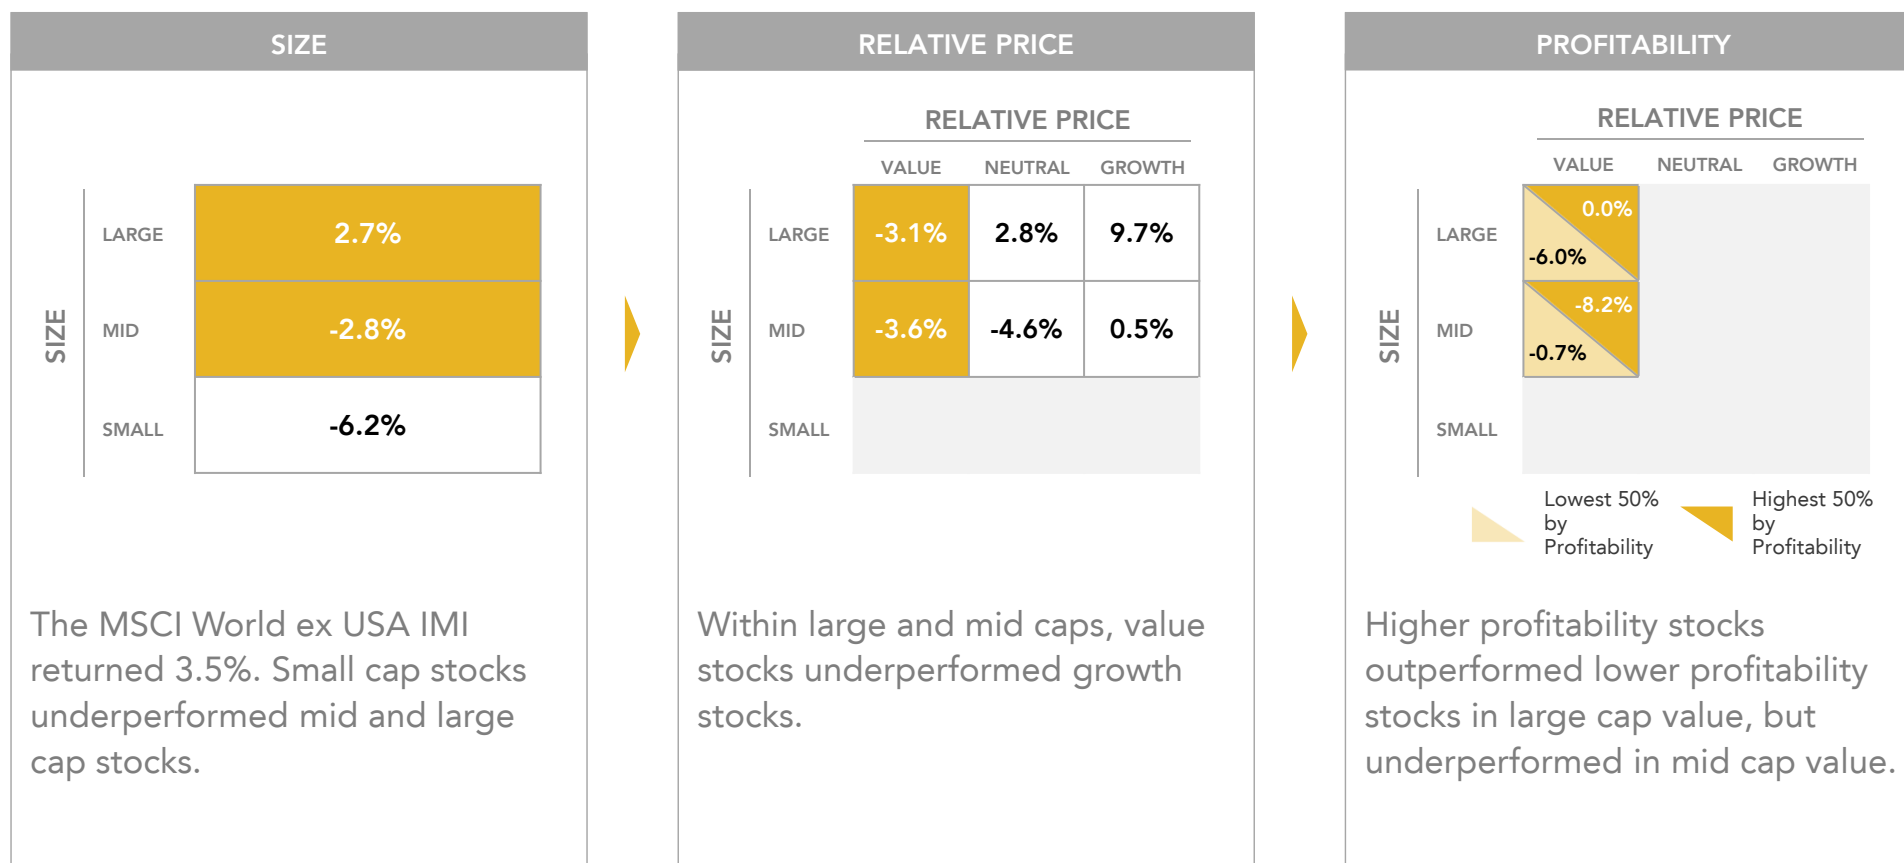 SIZE
SIZE
LARGE 2.7%
MID -2.8%
SMALL -6.2%
The MSCI World ex USA IMI
returned 3.5%. Small cap stocks
underperformed mid and large
cap stocks.
RELATIVE PRICE
RELATIVE PRICE
VALUE NEUTRAL GROWTH
SIZE
LARGE -3.1% 2.8% 9.7%
MID -3.6% -4.6% 0.5%
SMALL
Within large and mid caps, value
stocks underperformed growth
stocks.
PROFITABILITY
RELATIVE PRICE
VALUE NEUTRAL GROWTH
SIZE
LARGE 0.0%
-6.0%
MID -8.2%
-0.7%
SMALL
Lowest 50%
by
Profitability
Highest 50%
by
Profitability
Higher profitability stocks
outperformed lower profitability
stocks in large cap value, but
underperformed in mid cap value.